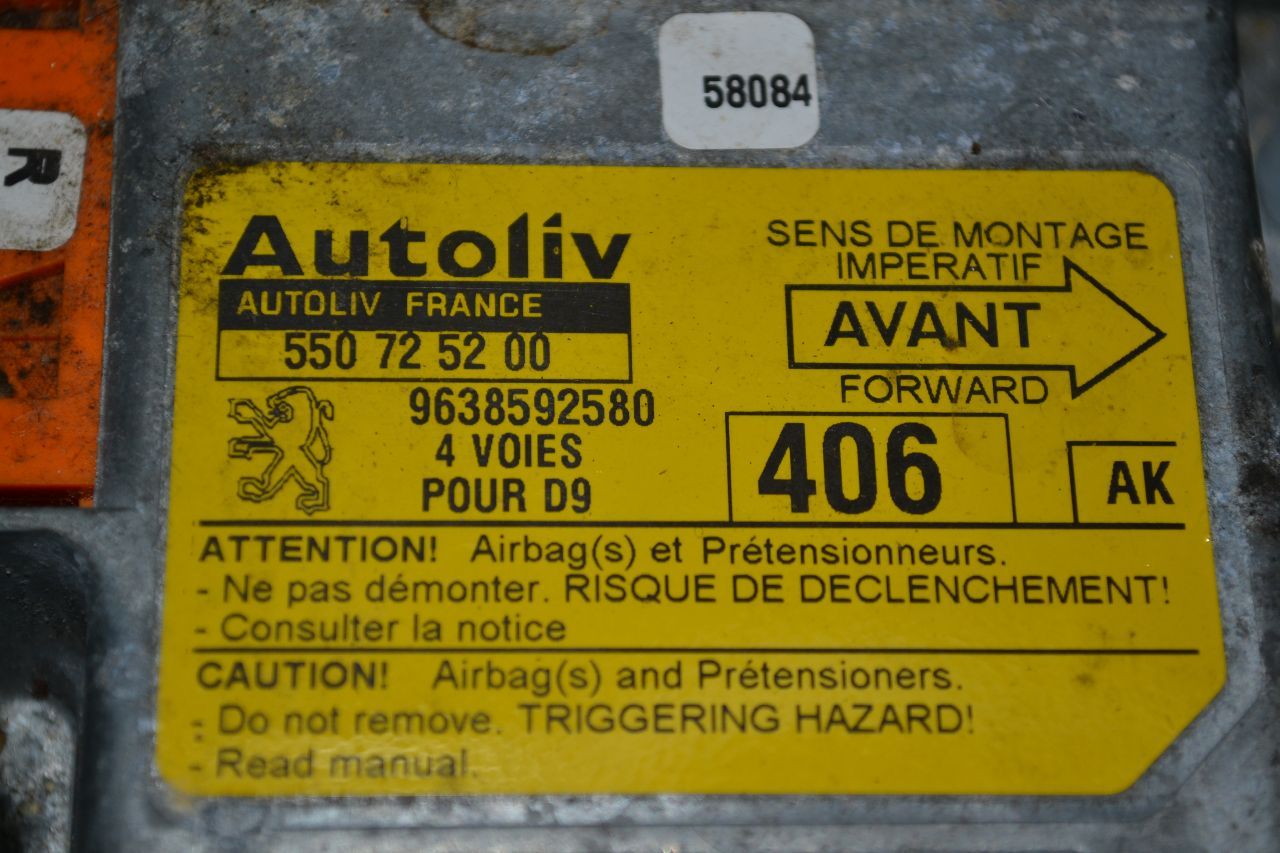 58084
R
Autoliv
AUTOLIV FRANCE
550 72 52 00
9638592580
4 VOIES
POUR D9
SENS DE MONTAGE
IMPERATIF
AVANT
FORWARD
406
AK
ATTENTION! Airbag(s) et Prétensionneurs.
- Ne pas démonter. RISQUE DE DECLENCHEMENT!
- Consulter la notice
CAUTION! Airbag(s) and Prétensioners.
- Do not remove. TRIGGERING HAZARD!
- Read manual.